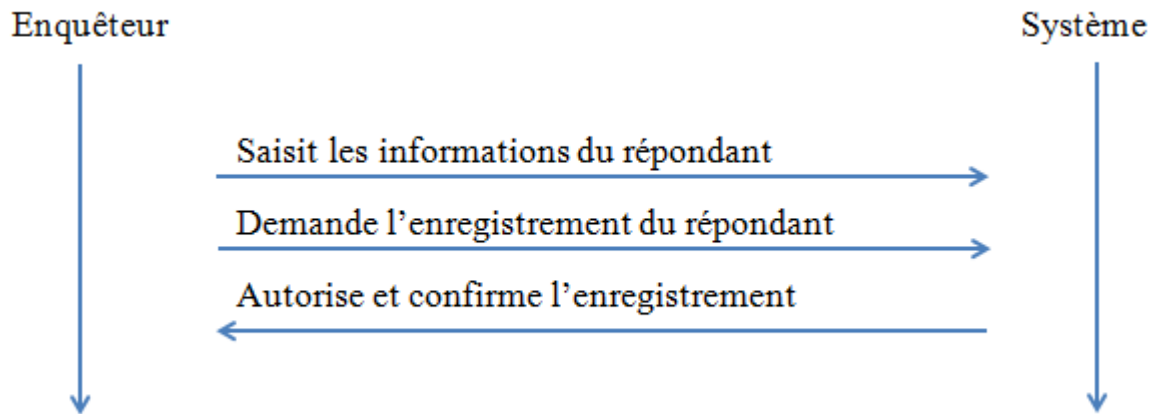 Enquêteur
Système
Saisit les informations du répondant
Demande l’enregistrement du répondant
Autorise et confirme l’enregistrement